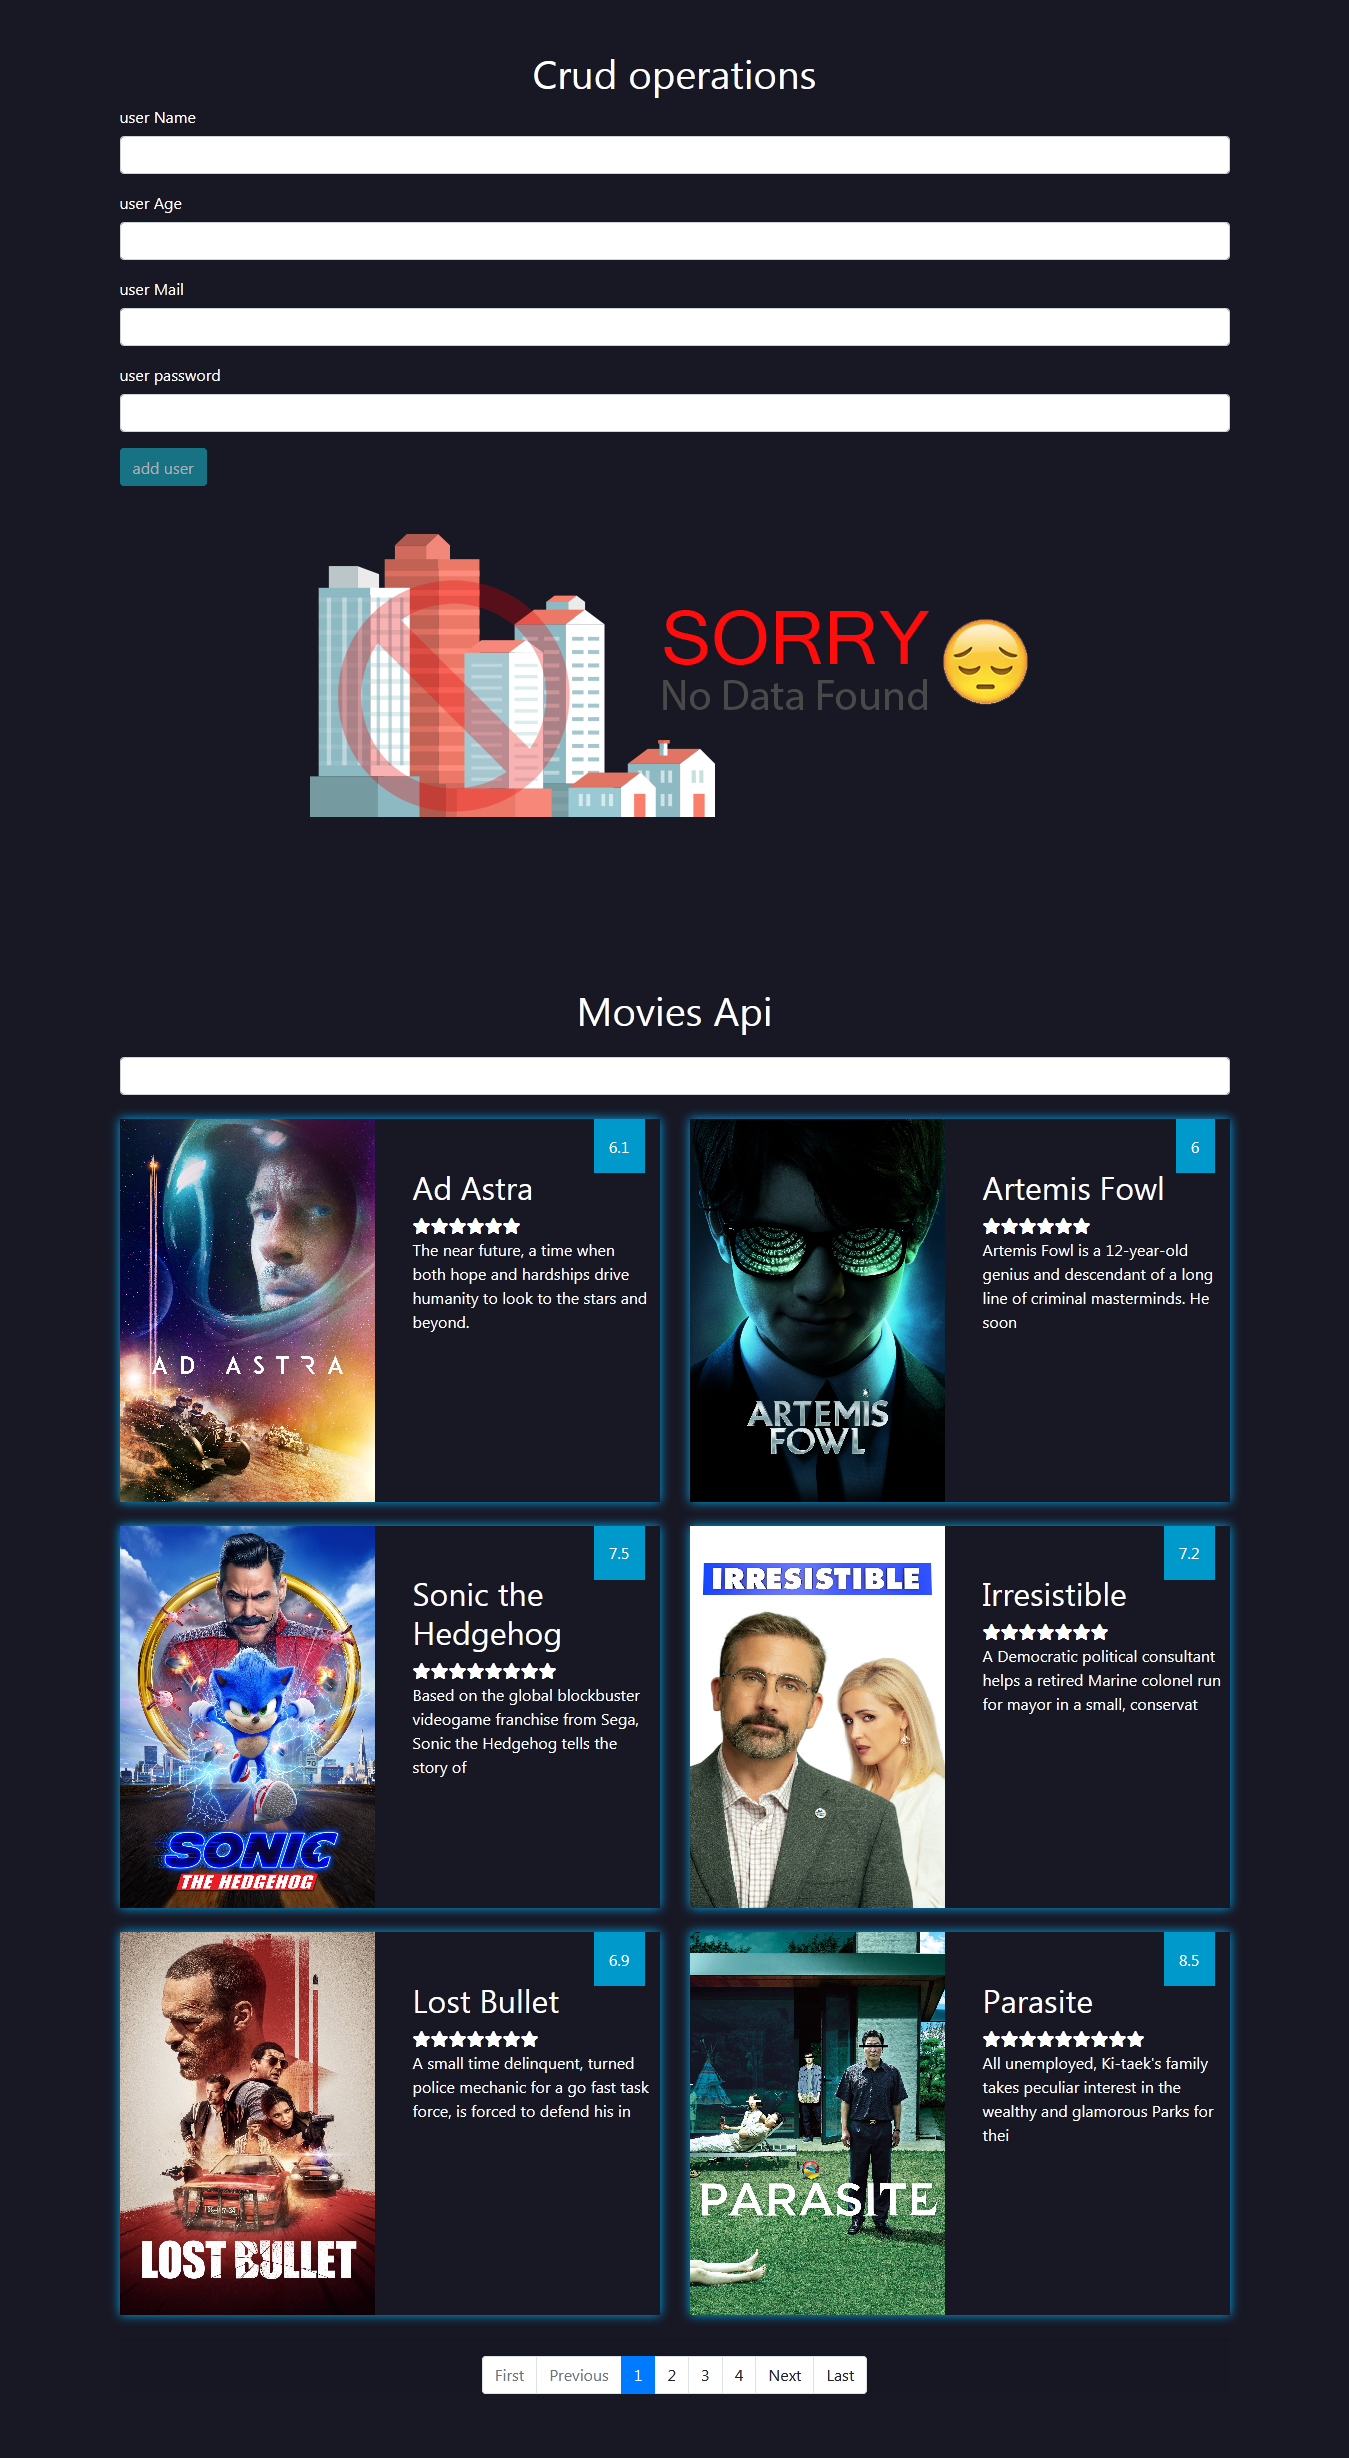 Crud operations
user Name
user Age
user Mail
user password
add user
SORRY
No Data Found
Movies Api
6.1
Ad Astra
The near future, a time when
both hope and hardships drive
humanity to look to the stars and
beyond.
AD ASTRA
6
Artemis Fowl
Artemis Fowl is a 12-year-old
genius and descendant of a long
line of criminal masterminds. He
soon
ARTEMIS
FOWL
7.5
Sonic the
Hedgehog
Based on the global blockbuster
videogame franchise from Sega,
Sonic the Hedgehog tells the
story of
SONIC
THE HEDGEHOG
7.2
IRRESISTIBLE
Irresistible
A Democratic political consultant
helps a retired Marine colonel run
for mayor in a small, conservat
6.9
Lost Bullet
A small time delinquent, turned
police mechanic for a go fast task
force, is forced to defend his in
LOST BULLET
8.5
Parasite
All unemployed, Ki-taek's family
takes peculiar interest in the
wealthy and glamorous Parks for
thei
PARASITE
First Previous 1 2 3 4 Next Last